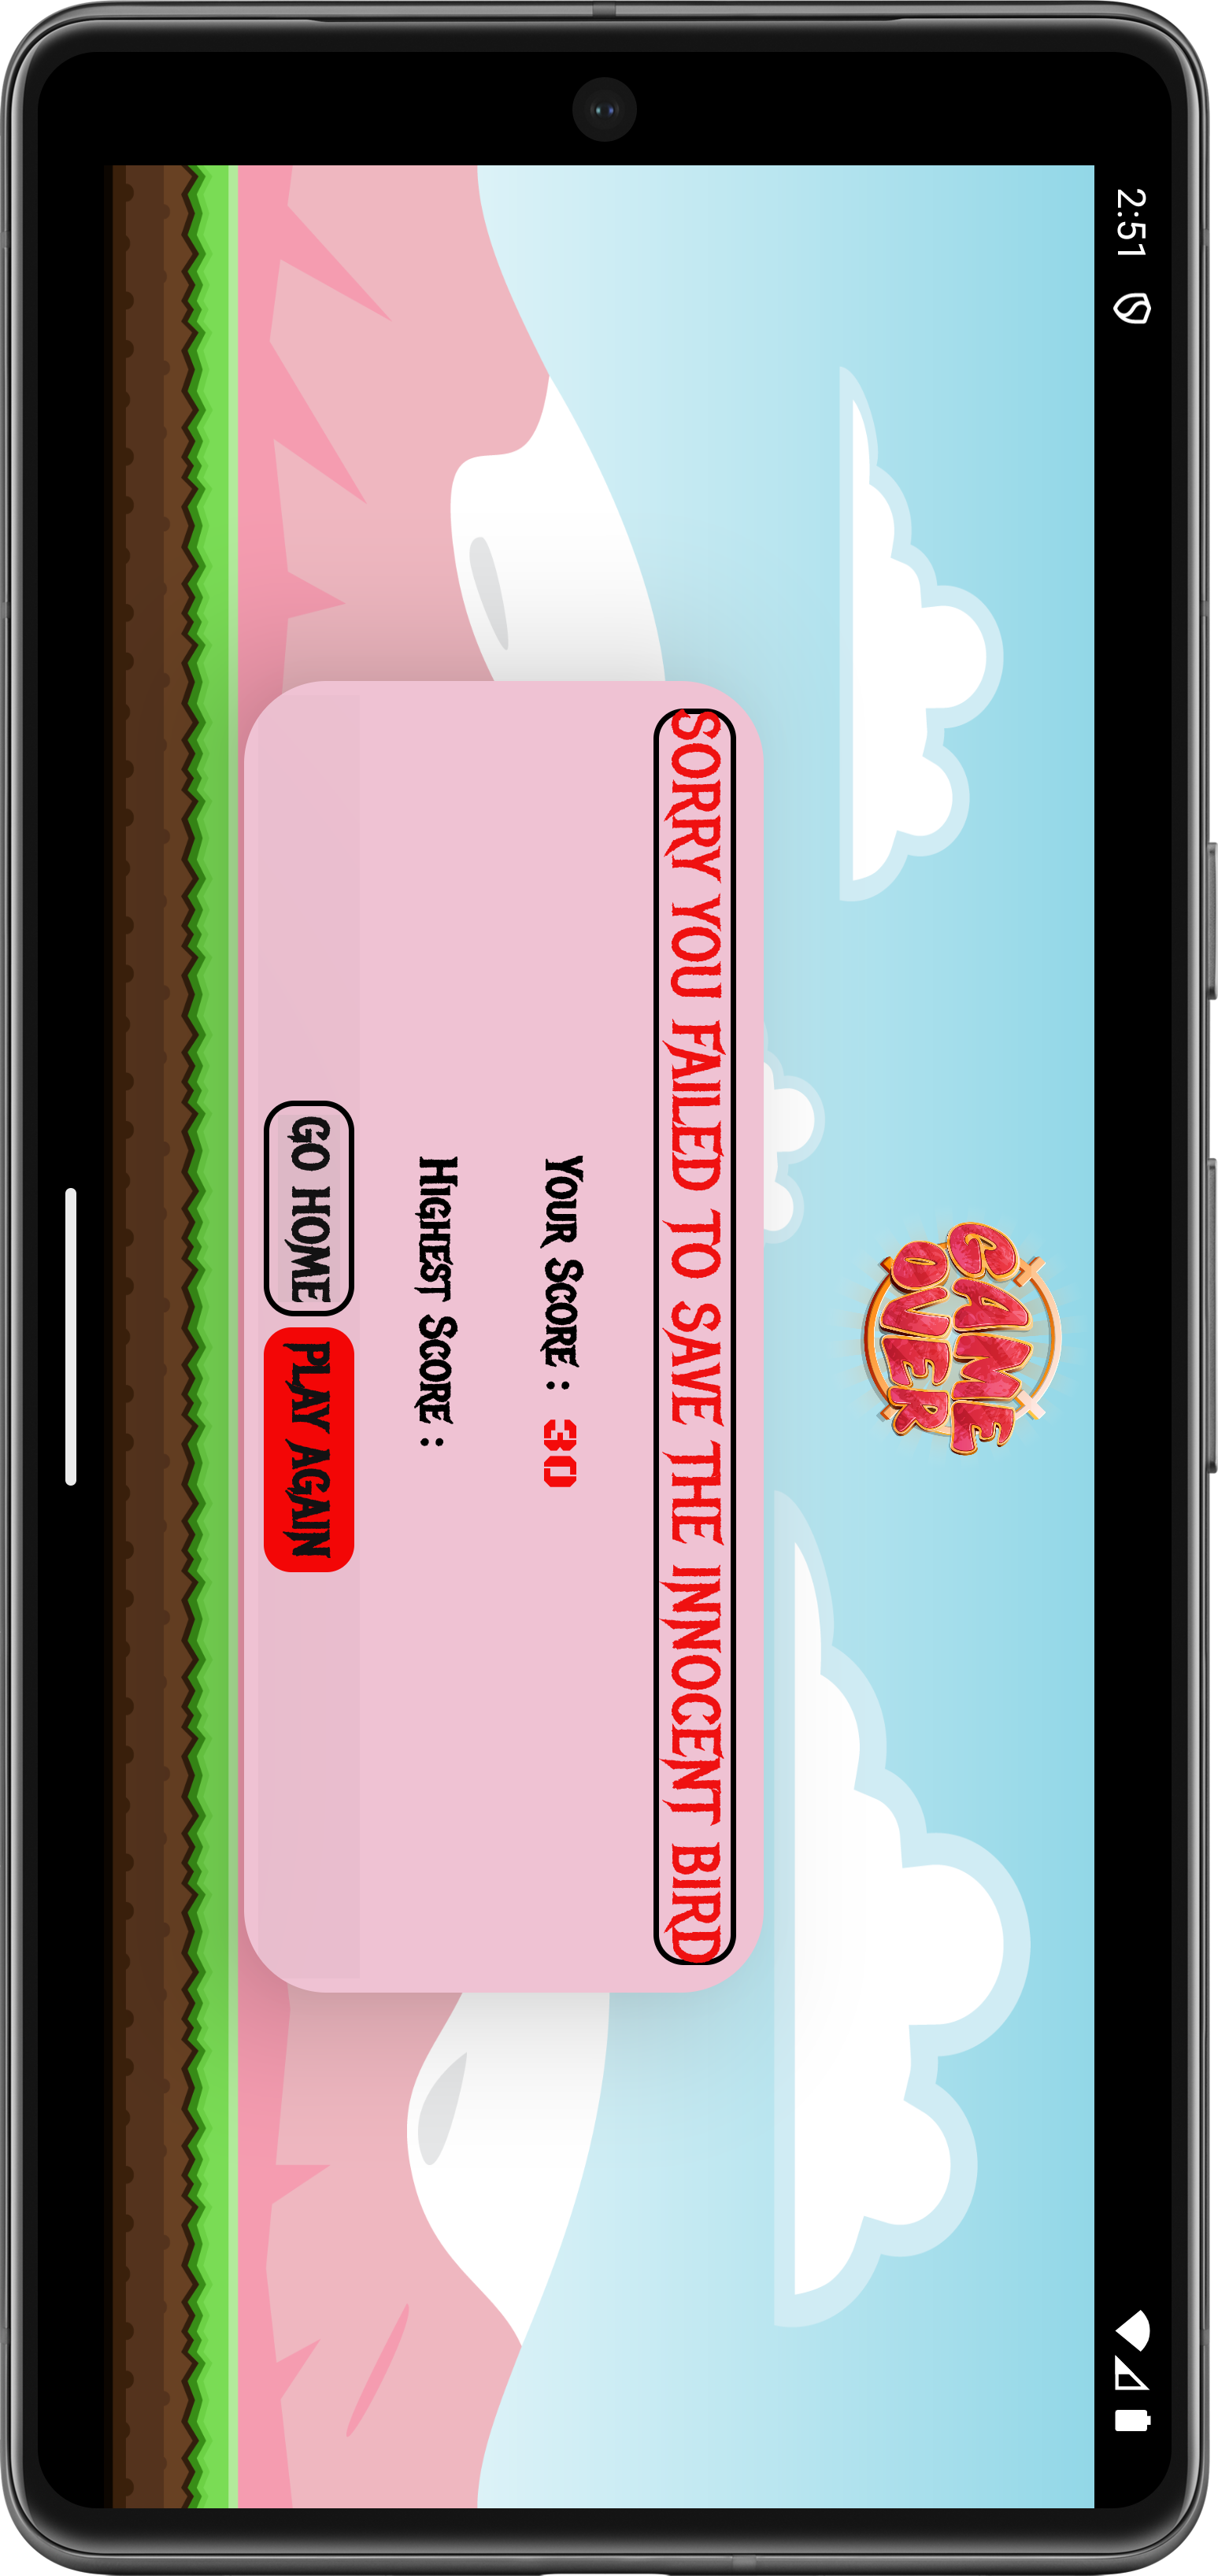 2:51
GAME
OVER
SORRY YOU FAILED TO SAVE THE INNOCENT BIRD
YOUR SCORE : 30
HIGHEST SCORE :
GO HOME PLAY AGAIN